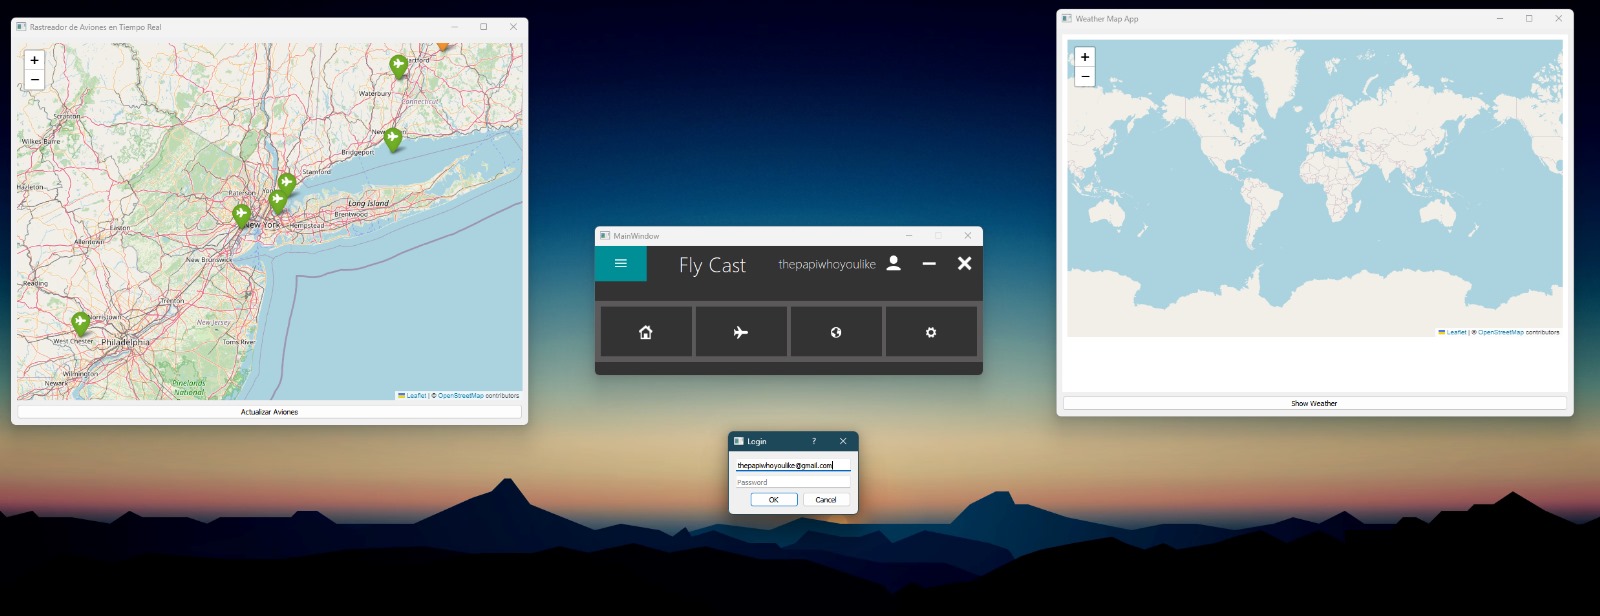 Rastreador de Aviones en Tiempo Real
+
−
Hartford
Waterbury
Connecticut
Scranton
Wilkes Barre
Bridgeport
Stamford
Hazleton
Paterson
Long Island
Brentwood
New York
Hempstead
Easton
Allentown
New Brunswick
Reading
Trenton
Norristown
New Jersey
West Chester
Philadelphia
Toms River
Wilmington
Newark
Pinelands
National
Leaflet | © OpenStreetMap contributors
Actualizar Aviones
MainWindow
Fly Cast
thepapiwhoyoulike
Login
?
thepapiwhoyoulike@gmail.com
Password
OK
Cancel
Weather Map App
+
−
Leaflet | © OpenStreetMap contributors
Show Weather